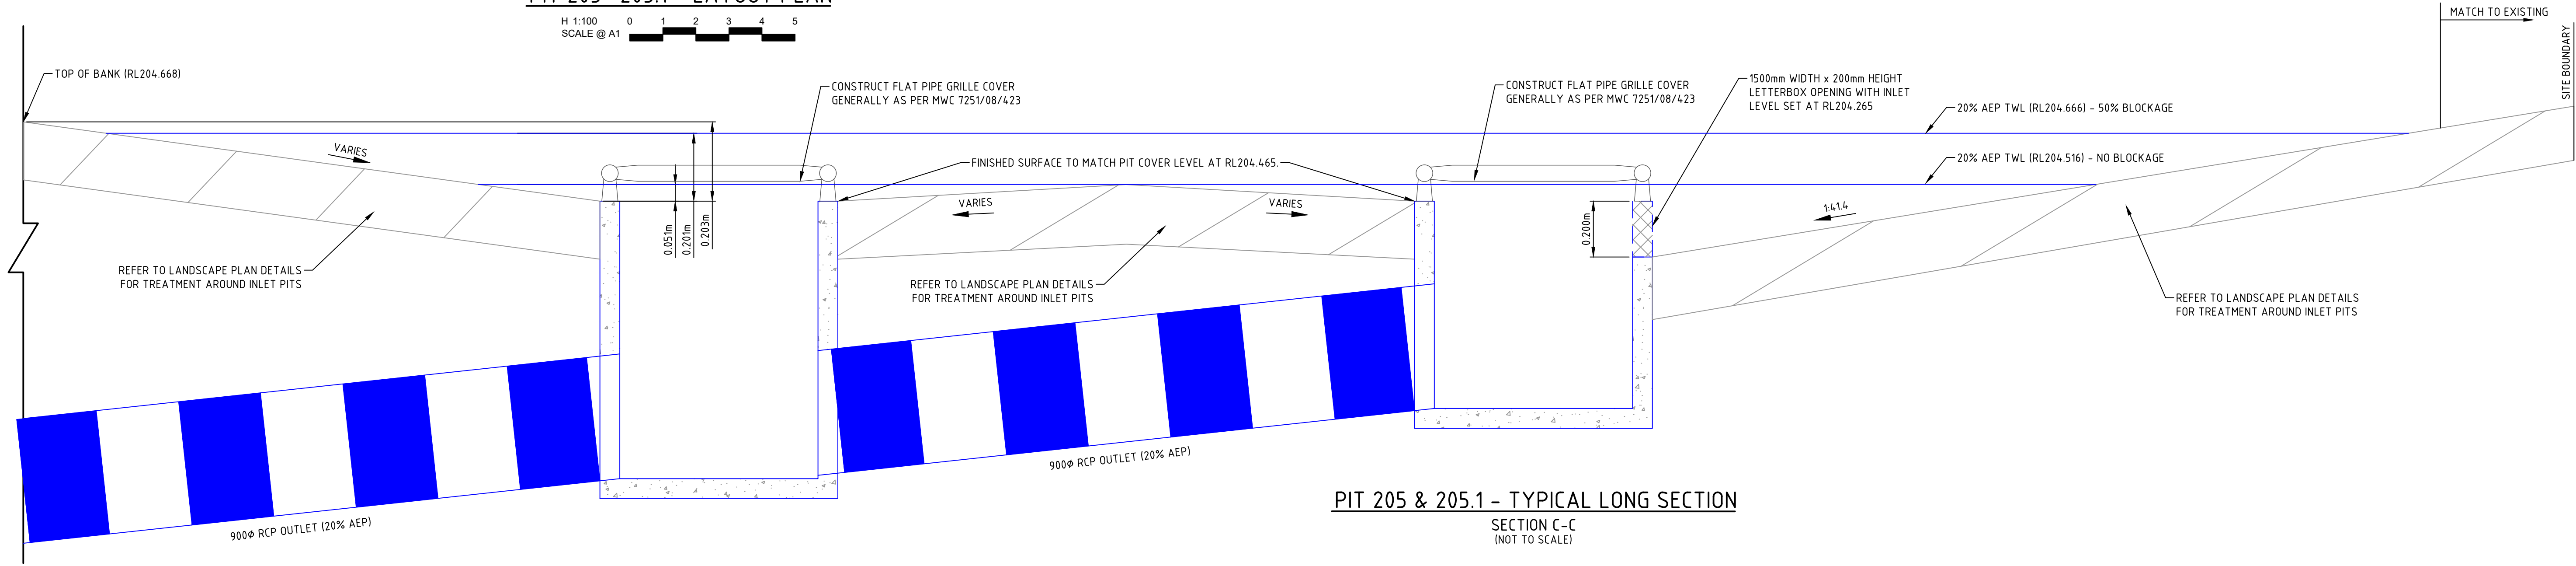 PIT 205 205.1 - LAYOUT PLAN
H 1:100
SCALE @ A1
0 1 2 3 4 5
MATCH TO EXISTING
SITE BOUNDARY
TOP OF BANK (RL204.668)
CONSTRUCT FLAT PIPE GRILLE COVER
GENERALLY AS PER MWC 7251/08/423
CONSTRUCT FLAT PIPE GRILLE COVER
GENERALLY AS PER MWC 7251/08/423
1500mm WIDTH x 200mm HEIGHT
LETTERBOX OPENING WITH INLET
LEVEL SET AT RL204.265
20% AEP TWL (RL204.666) - 50% BLOCKAGE
20% AEP TWL (RL204.516) - NO BLOCKAGE
VARIES
FINISHED SURFACE TO MATCH PIT COVER LEVEL AT RL204.465.
VARIES
VARIES
1:41.4
0.051m
0.201m
0.203m
0.200m
REFER TO LANDSCAPE PLAN DETAILS
FOR TREATMENT AROUND INLET PITS
REFER TO LANDSCAPE PLAN DETAILS
FOR TREATMENT AROUND INLET PITS
REFER TO LANDSCAPE PLAN DETAILS
FOR TREATMENT AROUND INLET PITS
900Ø RCP OUTLET (20% AEP)
900Ø RCP OUTLET (20% AEP)
PIT 205 & 205.1 - TYPICAL LONG SECTION
SECTION C-C
(NOT TO SCALE)